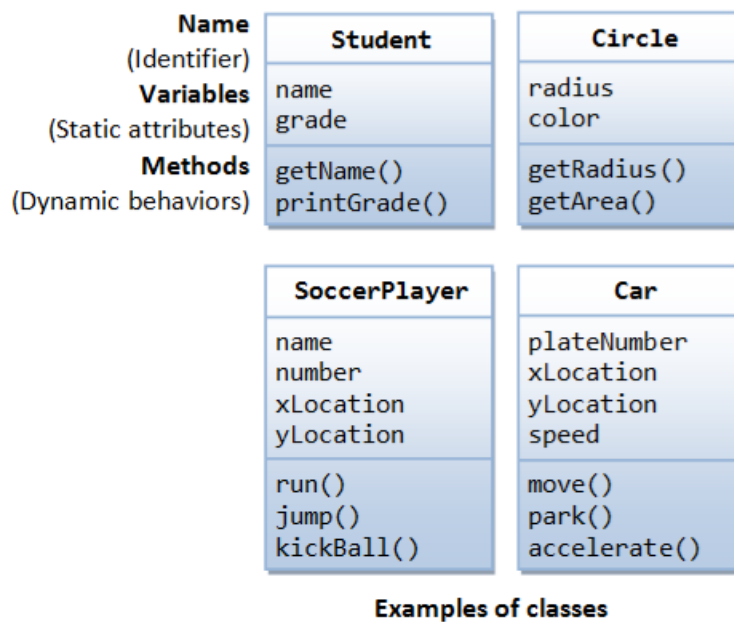 Name
(Identifier)
Variables
(Static attributes)
Methods
(Dynamic behaviors)
Student
name
grade
getName()
printGrade()
Circle
radius
color
getRadius()
getArea()
SoccerPlayer
name
number
xLocation
yLocation
run()
jump()
kickBall()
Car
plateNumber
xLocation
yLocation
speed
move()
park()
accelerate()
Examples of classes